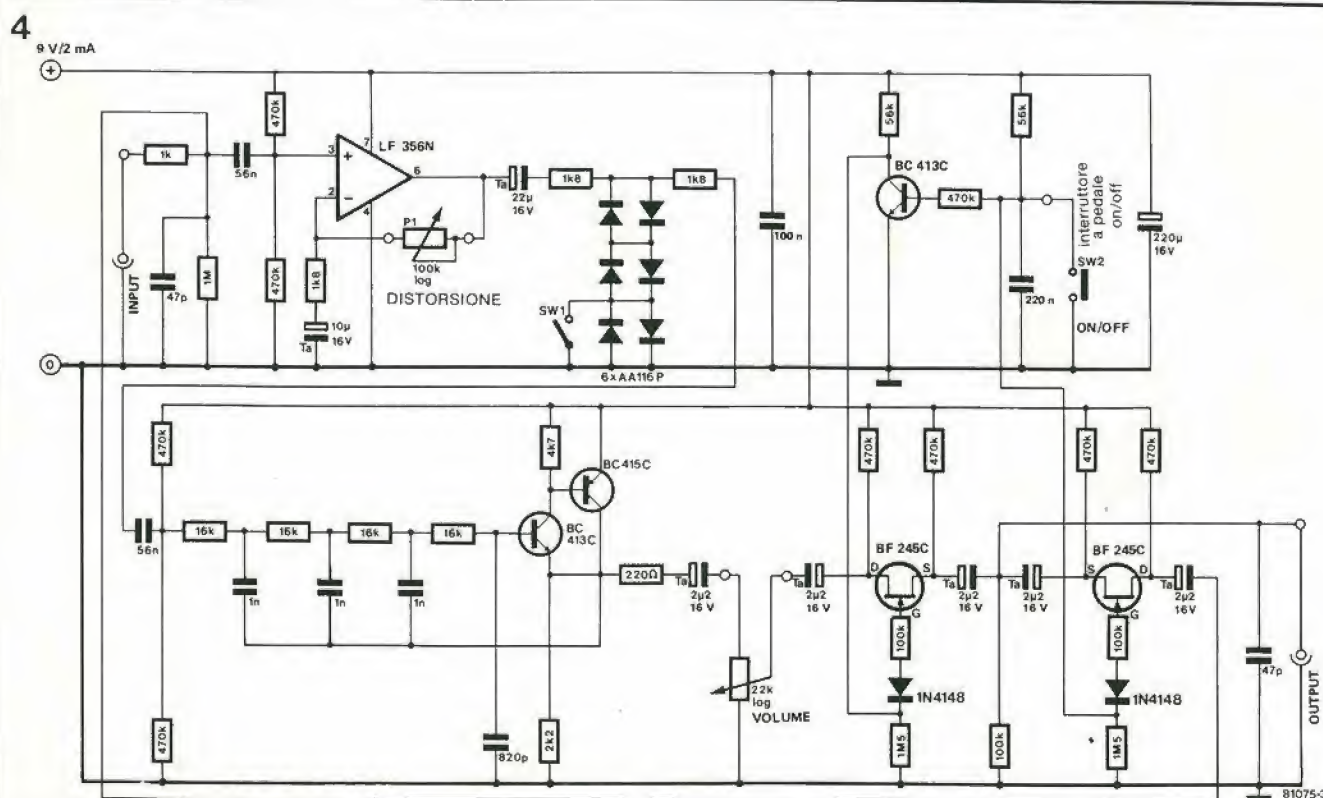 4
9 V/2 mA
+
470k
LF 356N
7
3
+
6
2
−
4
1k
56n
INPUT
47p
1M
470k
1k8
10µ
16V
Ta
P1
100k
log
DISTORSIONE
Ta
22µ
16V
1k8
1k8
SW1
6xAA116P
100n
56k
56k
BC 413C
470k
interruttore
a pedale
on/off
SW2
220n
ON/OFF
220µ
16V
0
470k
4k7
BC 415C
BC
413C
56n
16k
16k
16k
16k
1n
1n
1n
220Ω
Ta
2µ2
16 V
Ta
2µ2
16 V
470k
470k
BF 245C
D
S
G
Ta
2µ2
16 V
Ta
2µ2
16 V
470k
470k
BF 245C
S
D
G
Ta
2µ2
16 V
470k
820p
2k2
22k
log
VOLUME
100k
1N4148
1M5
100k
100k
1N4148
1M5
47p
OUTPUT